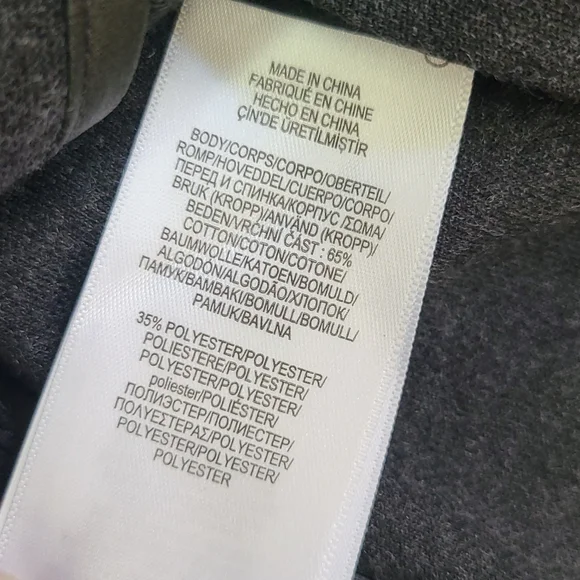 MADE IN CHINA
FABRIQUÉ EN CHINE
HECHO EN CHINA
ÇİN'DE ÜRETİLMİŞTİR
BODY/CORPS/CORPO/OBERTEIL/
ROMP/HOVEDDEL/CUERPO/CORPO/
ПЕРЕД И СПИНКА/КОРПУС /ΣΩΜΑ/
BRUK (KROPP)/ANVÄND (KROPP)/
BEDEN/VRCHNÍ ČÁST : 65%
COTTON/COTON/COTONE/
BAUMWOLLE/KATOEN/BOMULD/
ALGODÓN/ALGODÃO/ХЛОПОК/
ПАМУК/BAMBAKI/BOMULL/BOMULL/
PAMUK/BAVLNA
35% POLYESTER/POLYESTER/
POLIESTERE/POLYESTER/
POLYESTER/POLYESTER/
poliester/POLIÉSTER/
ПОЛИЭСТЕР/ПОЛИЕСТЕР/
ΠΟΛΥΕΣΤΕΡΑΣ/POLYESTER/
POLYESTER/POLYESTER/
POLYESTER